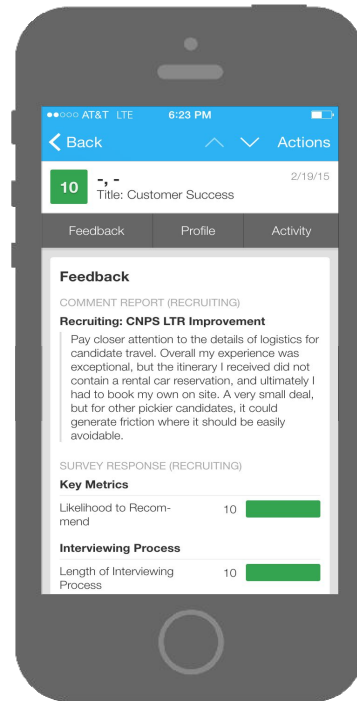 AT&T LTE 6:23 PM
Back Actions
10 -, - 2/19/15
Title: Customer Success
Feedback Profile Activity
Feedback
COMMENT REPORT (RECRUITING)
Recruiting: CNPS LTR Improvement
Pay closer attention to the details of logistics for
candidate travel. Overall my experience was
exceptional, but the itinerary I received did not
contain a rental car reservation, and ultimately I
had to book my own on site. A very small deal,
but for other pickier candidates, it could
generate friction where it should be easily
avoidable.
SURVEY RESPONSE (RECRUITING)
Key Metrics
Likelihood to Recom-
mend 10
Interviewing Process
Length of Interviewing
Process 10